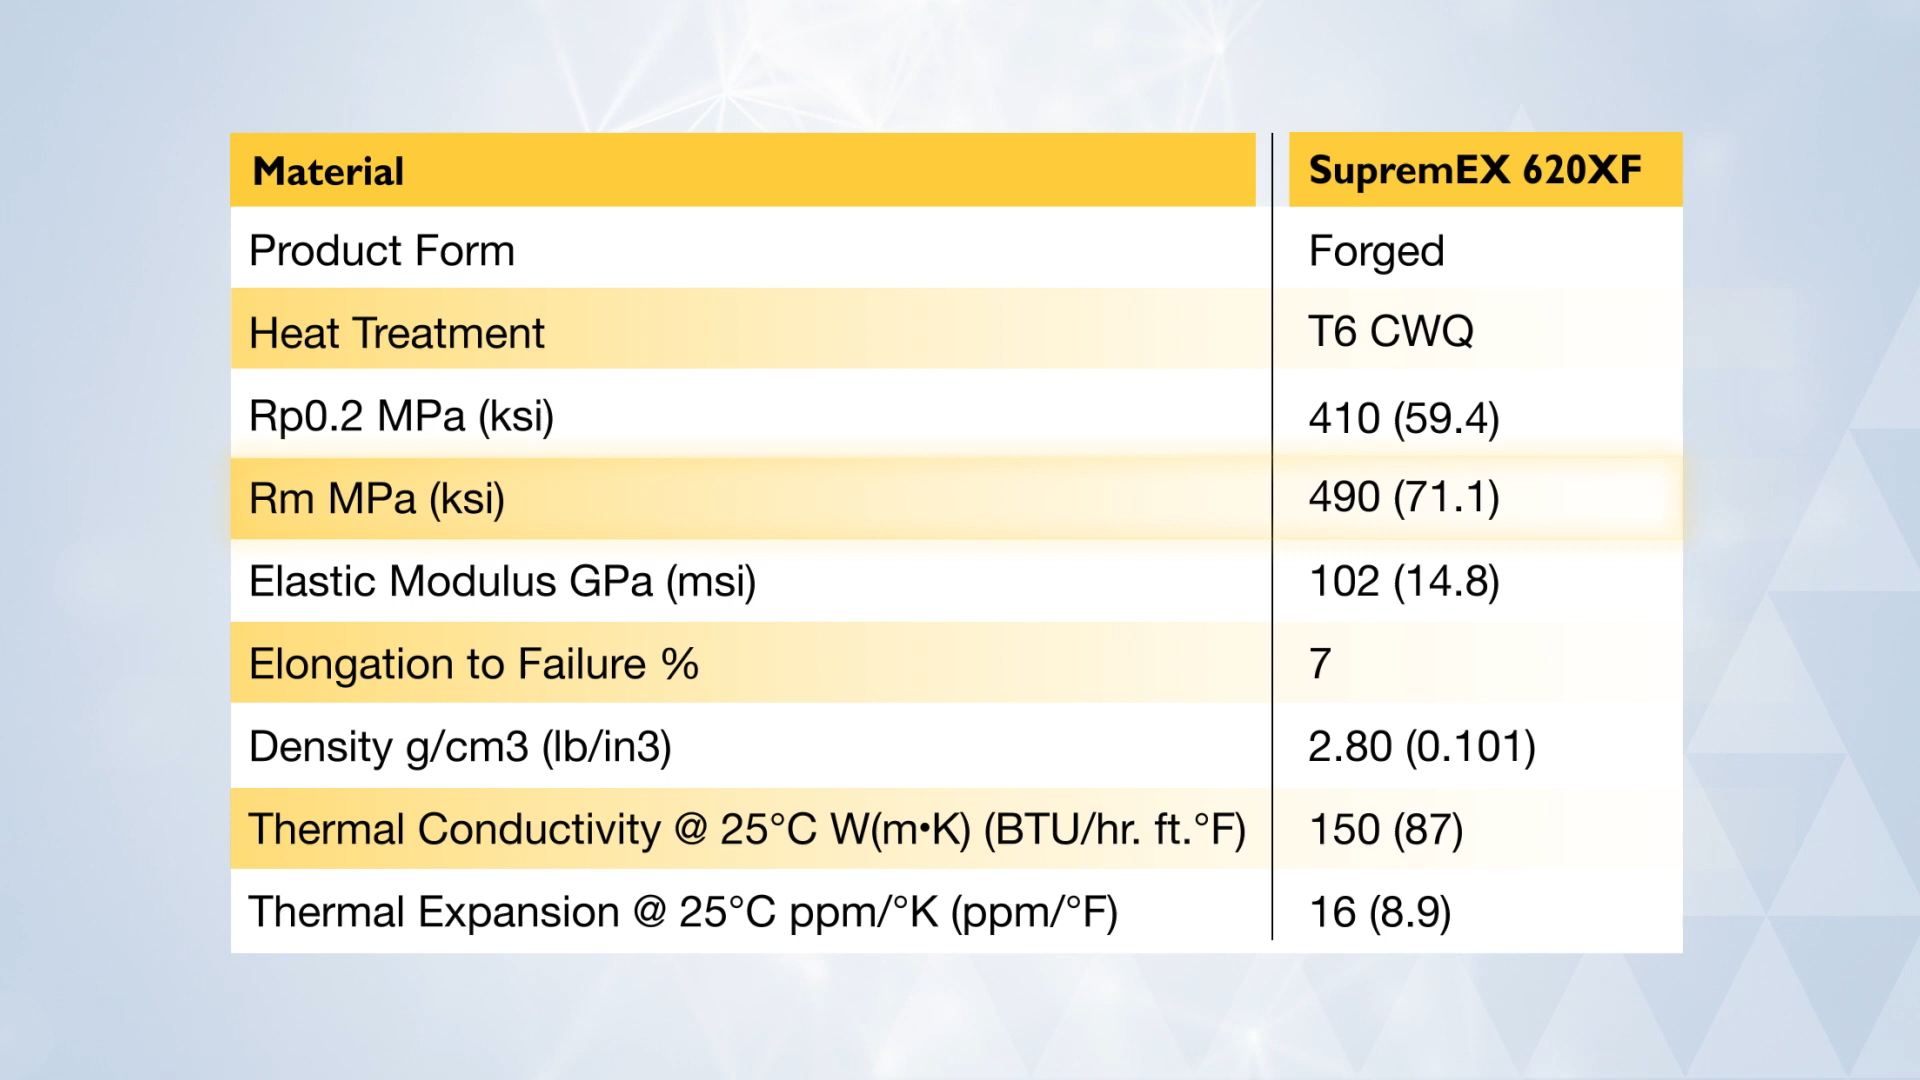 Material SupremEX 620XF
Product Form Forged
Heat Treatment T6 CWQ
Rp0.2 MPa (ksi) 410 (59.4)
Rm MPa (ksi) 490 (71.1)
Elastic Modulus GPa (msi) 102 (14.8)
Elongation to Failure % 7
Density g/cm3 (lb/in3) 2.80 (0.101)
Thermal Conductivity @ 25°C W(m•K) (BTU/hr. ft.°F) 150 (87)
Thermal Expansion @ 25°C ppm/°K (ppm/°F) 16 (8.9)